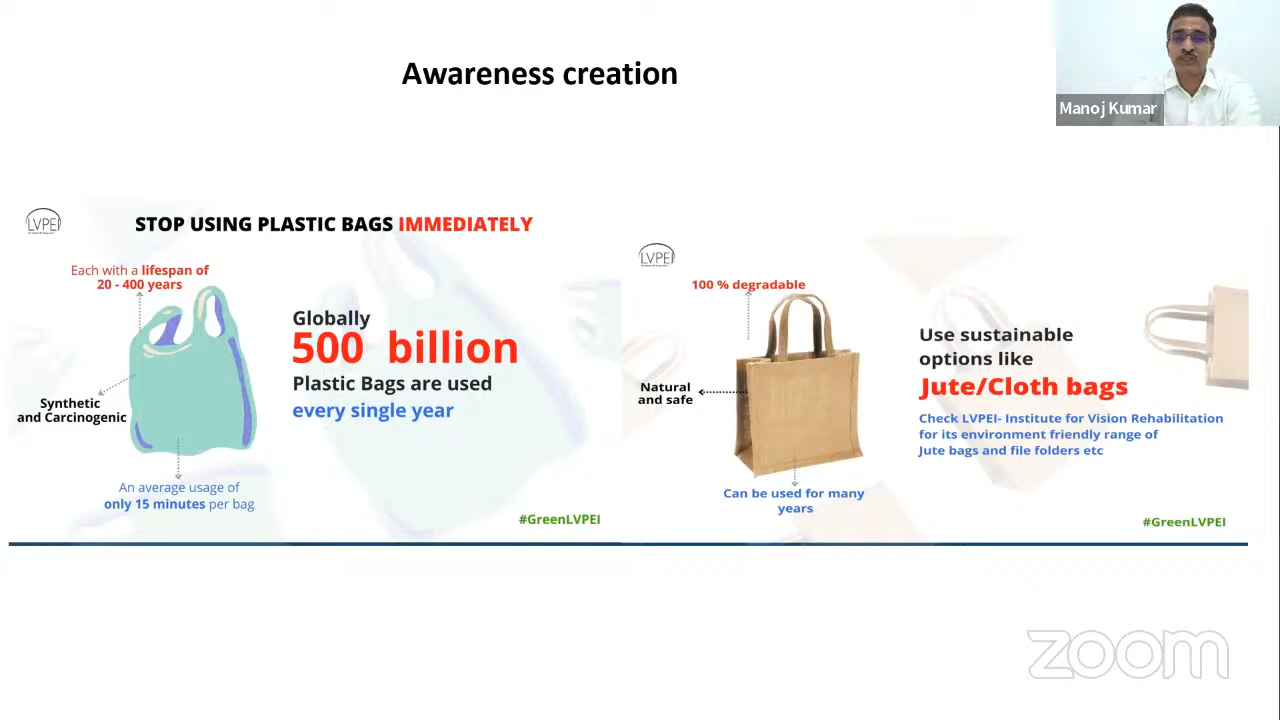 Awareness creation
Manoj Kumar
LVPEI
STOP USING PLASTIC BAGS IMMEDIATELY
Each with a lifespan of
20 - 400 years
Globally
500 billion
Plastic Bags are used
every single year
Synthetic
and Carcinogenic
An average usage of
only 15 minutes per bag
#GreenLVPEI
LVPEI
100 % degradable
Natural
and safe
Can be used for many
years
Use sustainable
options like
Jute/Cloth bags
Check LVPEI- Institute for Vision Rehabilitation
for its environment friendly range of
Jute bags and file folders etc
#GreenLVPEI
zoom